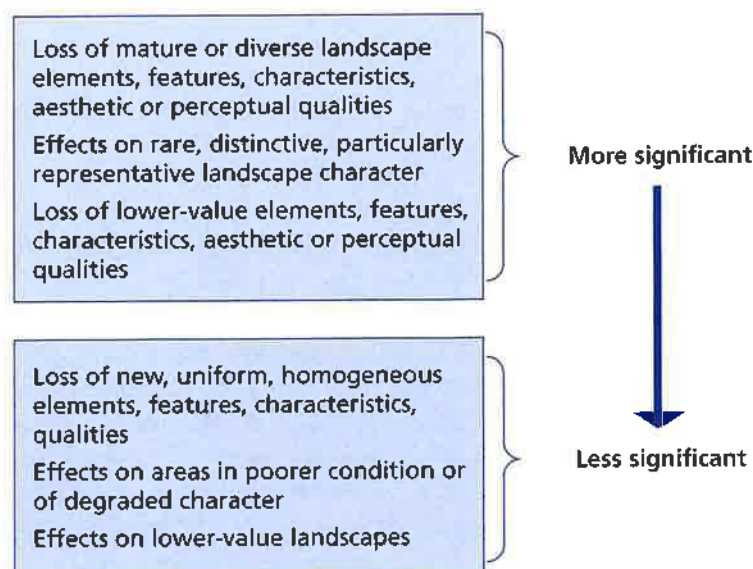 Loss of mature or diverse landscape
elements, features, characteristics,
aesthetic or perceptual qualities
Effects on rare, distinctive, particularly
representative landscape character
Loss of lower-value elements, features,
characteristics, aesthetic or perceptual
qualities
More significant
Loss of new, uniform, homogeneous
elements, features, characteristics,
qualities
Effects on areas in poorer condition or
of degraded character
Effects on lower-value landscapes
Less significant